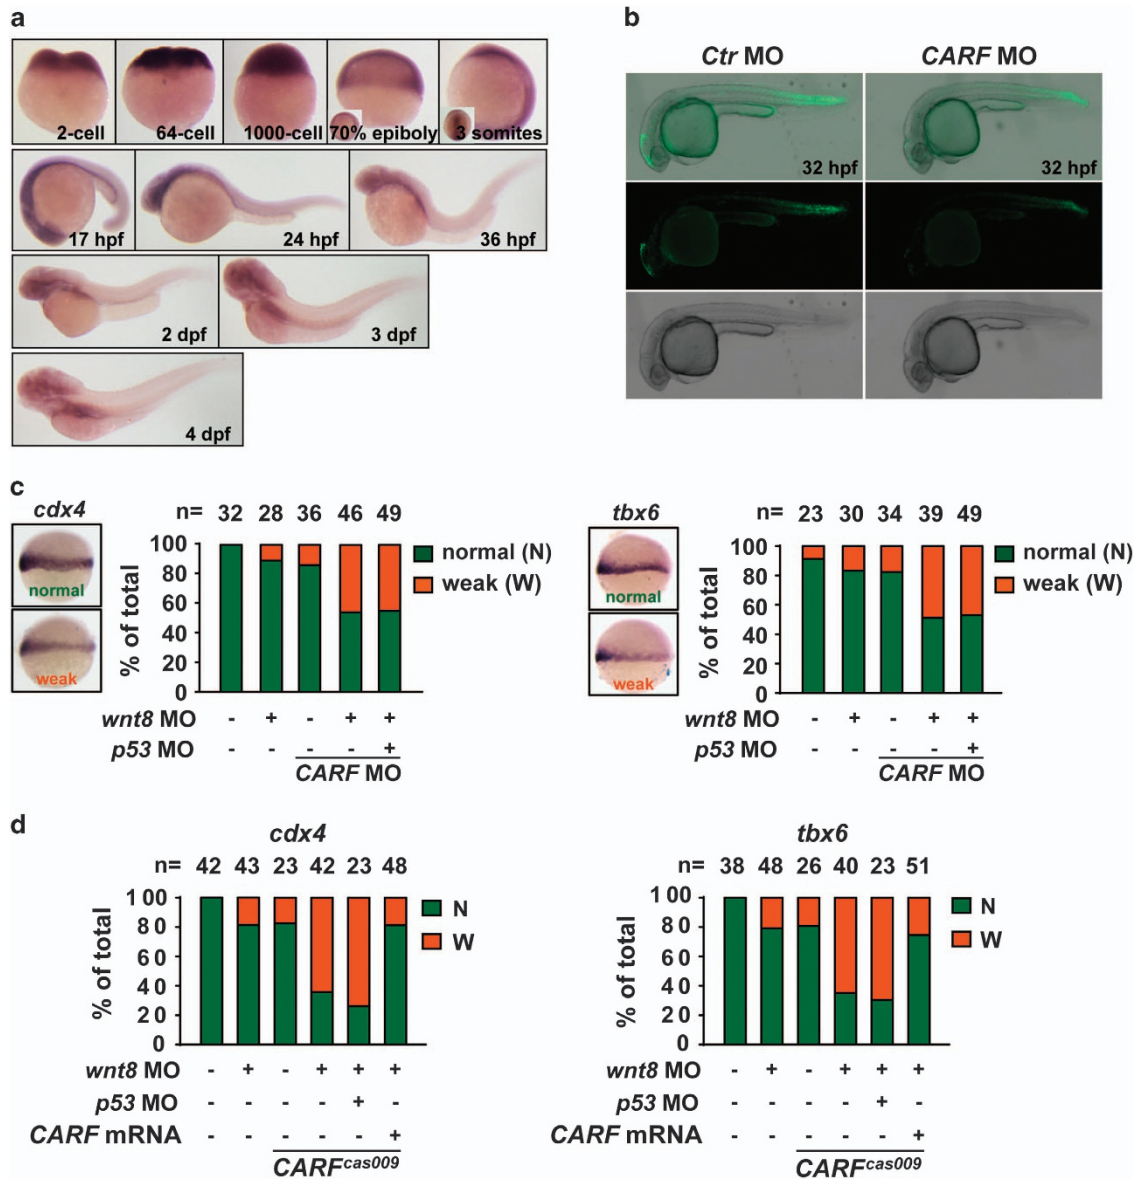 a
2-cell 64-cell 1000-cell 70% epiboly 3 somites
17 hpf 24 hpf 36 hpf
2 dpf 3 dpf
4 dpf
b
Ctr MO CARF MO
32 hpf 32 hpf
c
cdx4
normal
weak
n= 32 28 36 46 49
% of total
100
80
60
40
20
0
normal (N)
weak (W)
wnt8 MO - + - + +
p53 MO - - - - +
CARF MO
tbx6
normal
weak
n= 23 30 34 39 49
% of total
100
80
60
40
20
0
normal (N)
weak (W)
wnt8 MO - + - + +
p53 MO - - - - +
CARF MO
d
cdx4
n= 42 43 23 42 23 48
% of total
100
80
60
40
20
0
N
W
wnt8 MO - + - + + +
p53 MO - - - - + -
CARF mRNA - - - - - +
CARFcas009
tbx6
n= 38 48 26 40 23 51
% of total
100
80
60
40
20
0
N
W
wnt8 MO - + - + + +
p53 MO - - - - + -
CARF mRNA - - - - - +
CARFcas009